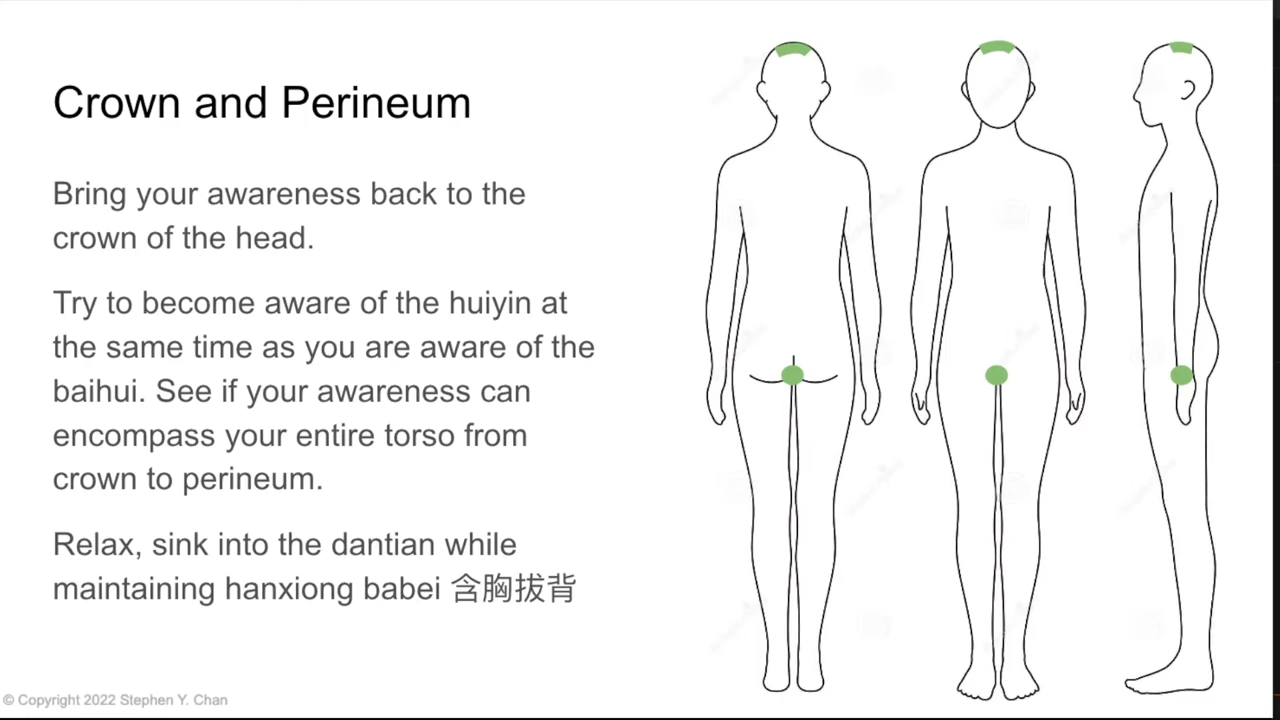 Crown and Perineum
Bring your awareness back to the
crown of the head.
Try to become aware of the huiyin at
the same time as you are aware of the
baihui. See if your awareness can
encompass your entire torso from
crown to perineum.
Relax, sink into the dantian while
maintaining hanxiong babei 含胸拔背
© Copyright 2022 Stephen Y. Chan